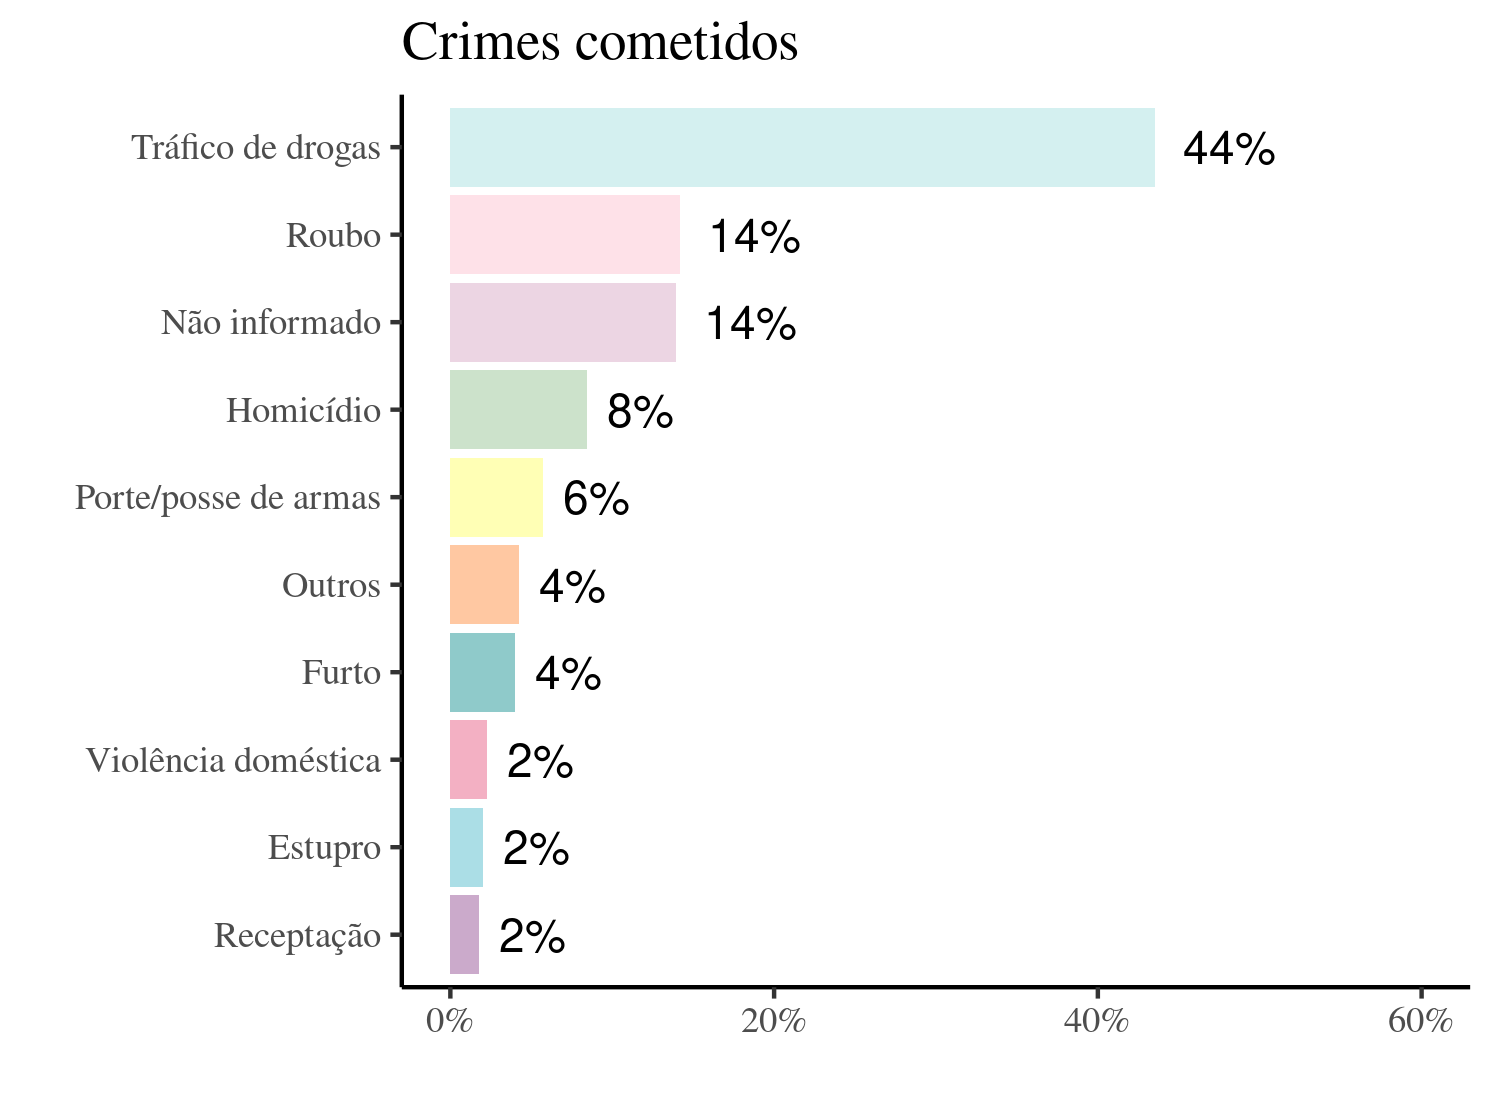 Crimes cometidos
Tráfico de drogas 44%
Roubo 14%
Não informado 14%
Homicídio 8%
Porte/posse de armas 6%
Outros 4%
Furto 4%
Violência doméstica 2%
Estupro 2%
Receptação 2%
0% 20% 40% 60%